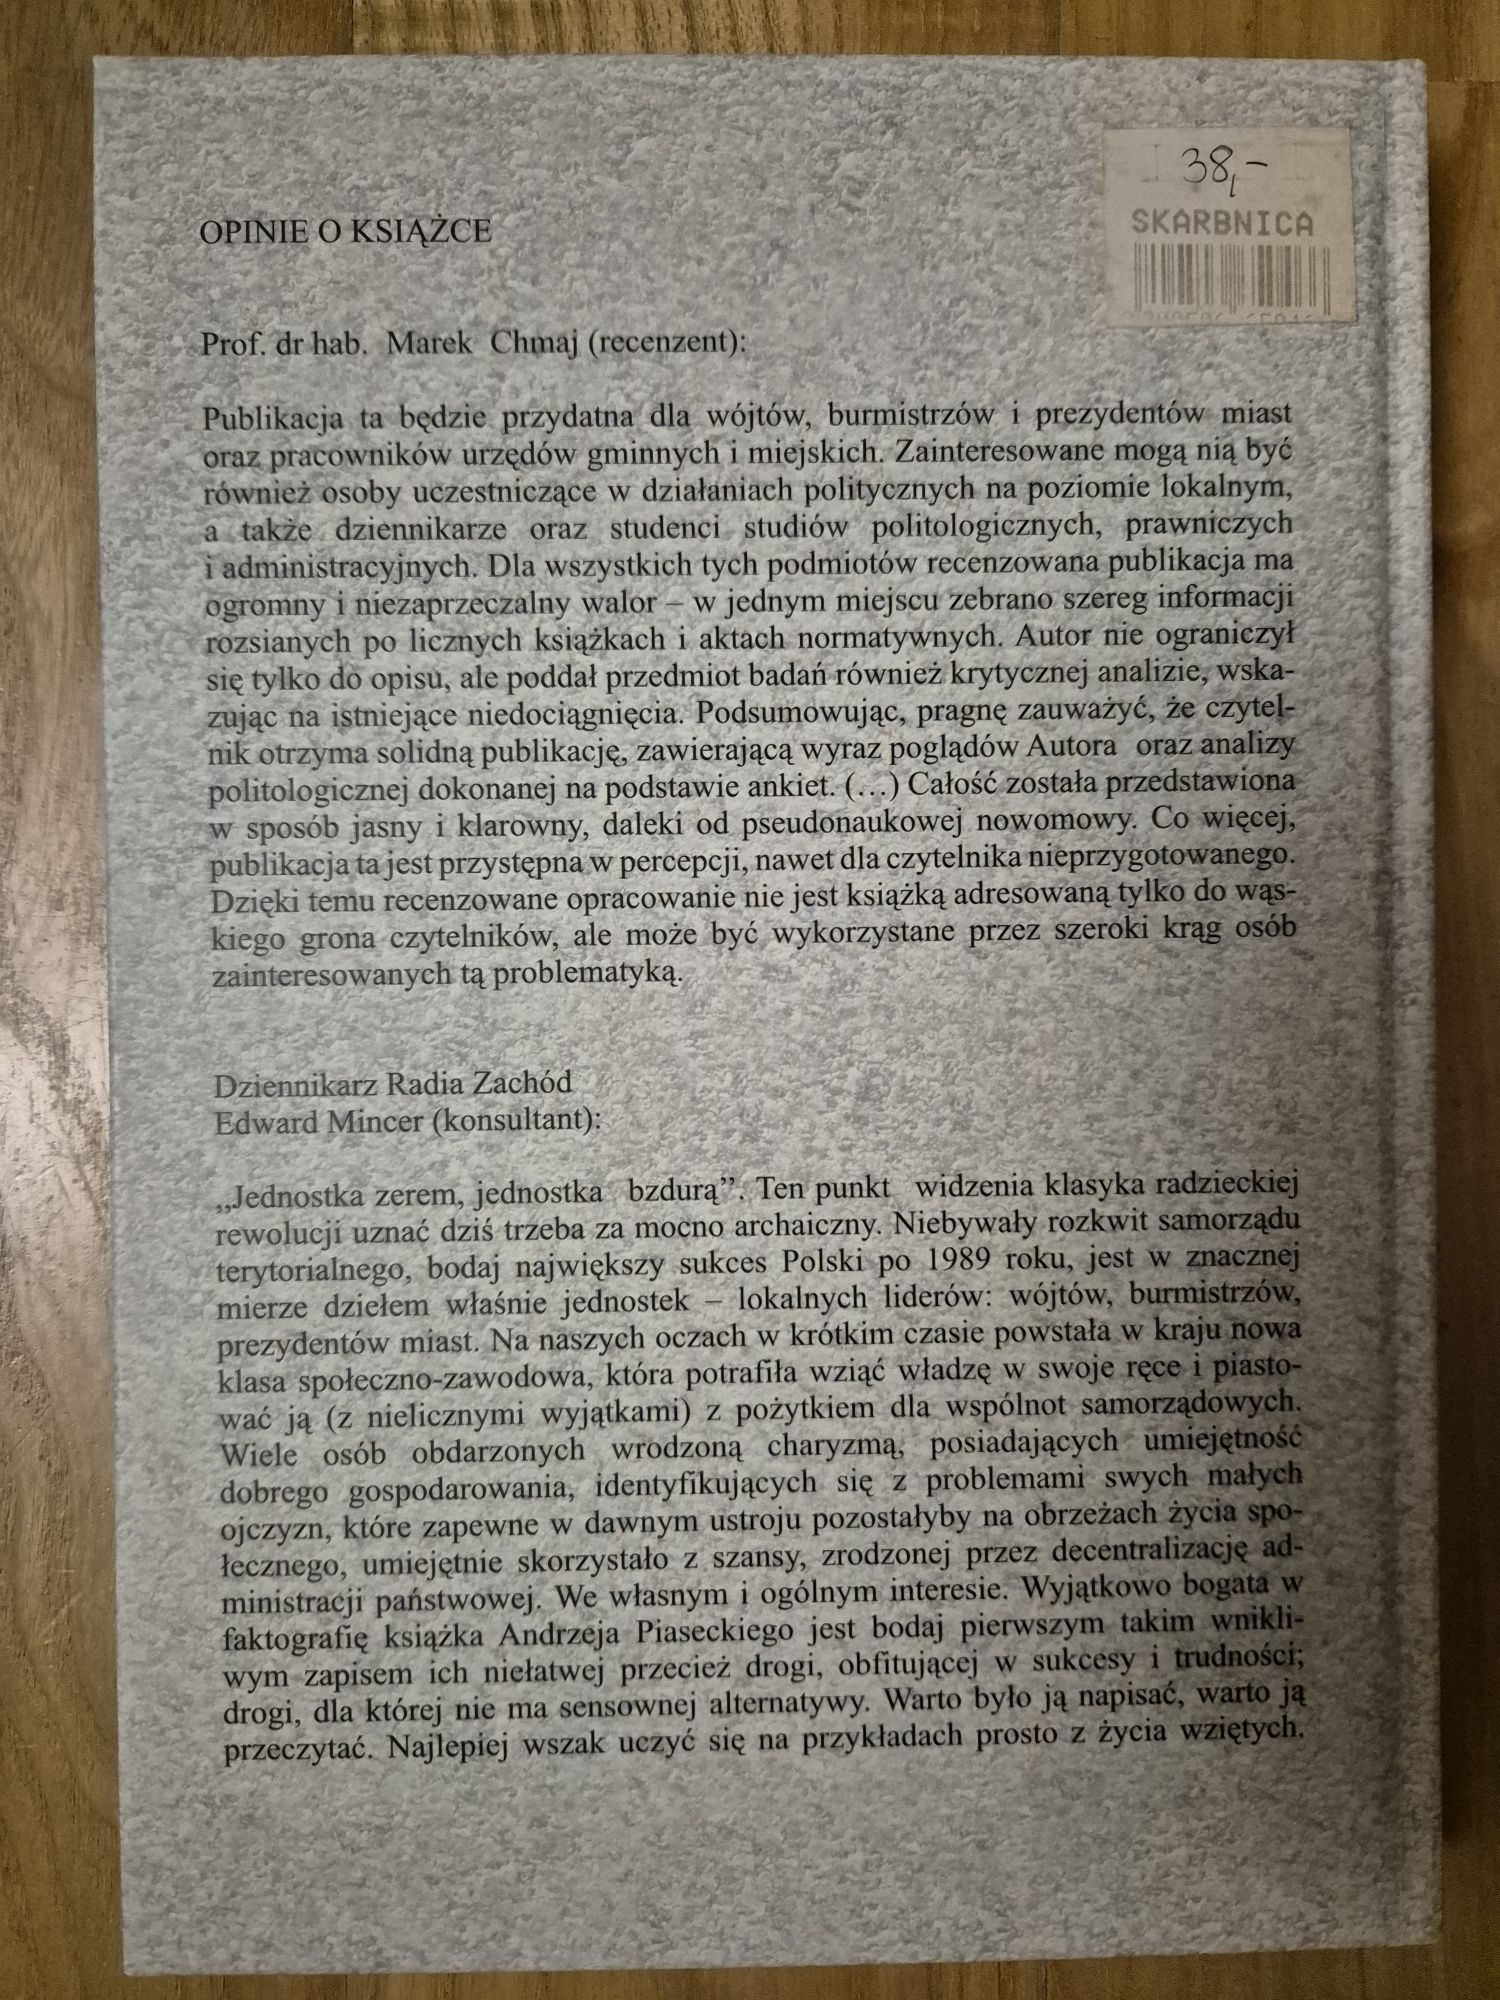 38,-
SKARBNICA
OPINIE O KSIĄŻCE
Prof. dr hab. Marek Chmaj (recenzent):
Publikacja ta będzie przydatna dla wójtów, burmistrzów i prezydentów miast
oraz pracowników urzędów gminnych i miejskich. Zainteresowane mogą nią być
również osoby uczestniczące w działaniach politycznych na poziomie lokalnym,
a także dziennikarze oraz studenci studiów politologicznych, prawniczych
i administracyjnych. Dla wszystkich tych podmiotów recenzowana publikacja ma
ogromny i niezaprzeczalny walor – w jednym miejscu zebrano szereg informacji
rozsianych po licznych książkach i aktach normatywnych. Autor nie ograniczył
się tylko do opisu, ale poddał przedmiot badań również krytycznej analizie, wska-
zując na istniejące niedociągnięcia. Podsumowując, pragnę zauważyć, że czytel-
nik otrzyma solidną publikację, zawierającą wyraz poglądów Autora oraz analizy
politologicznej dokonanej na podstawie ankiet. (…) Całość została przedstawiona
w sposób jasny i klarowny, daleki od pseudonaukowej nowomowy. Co więcej,
publikacja ta jest przystępna w percepcji, nawet dla czytelnika nieprzygotowanego.
Dzięki temu recenzowane opracowanie nie jest książką adresowaną tylko do wąs-
kiego grona czytelników, ale może być wykorzystane przez szeroki krąg osób
zainteresowanych tą problematyką.
Dziennikarz Radia Zachód
Edward Mincer (konsultant):
„Jednostka zerem, jednostka bzdurą”. Ten punkt widzenia klasyka radzieckiej
rewolucji uznać dziś trzeba za mocno archaiczny. Niebywały rozkwit samorządu
terytorialnego, bodaj największy sukces Polski po 1989 roku, jest w znacznej
mierze dziełem właśnie jednostek – lokalnych liderów: wójtów, burmistrzów,
prezydentów miast. Na naszych oczach w krótkim czasie powstała w kraju nowa
klasa społeczno-zawodowa, która potrafiła wziąć władzę w swoje ręce i piasto-
wać ją (z nielicznymi wyjątkami) z pożytkiem dla wspólnot samorządowych.
Wiele osób obdarzonych wrodzoną charyzmą, posiadających umiejętność
dobrego gospodarowania, identyfikujących się z problemami swych małych
ojczyzn, które zapewne w dawnym ustroju pozostałyby na obrzeżach życia spo-
łecznego, umiejętnie skorzystało z szansy, zrodzonej przez decentralizację ad-
ministracji państwowej. We własnym i ogólnym interesie. Wyjątkowo bogata w
faktografię książka Andrzeja Piaseckiego jest bodaj pierwszym takim wnikli-
wym zapisem ich niełatwej przecież drogi, obfitującej w sukcesy i trudności;
drogi, dla której nie ma sensownej alternatywy. Warto było ją napisać, warto ją
przeczytać. Najlepiej wszak uczyć się na przykładach prosto z życia wziętych.